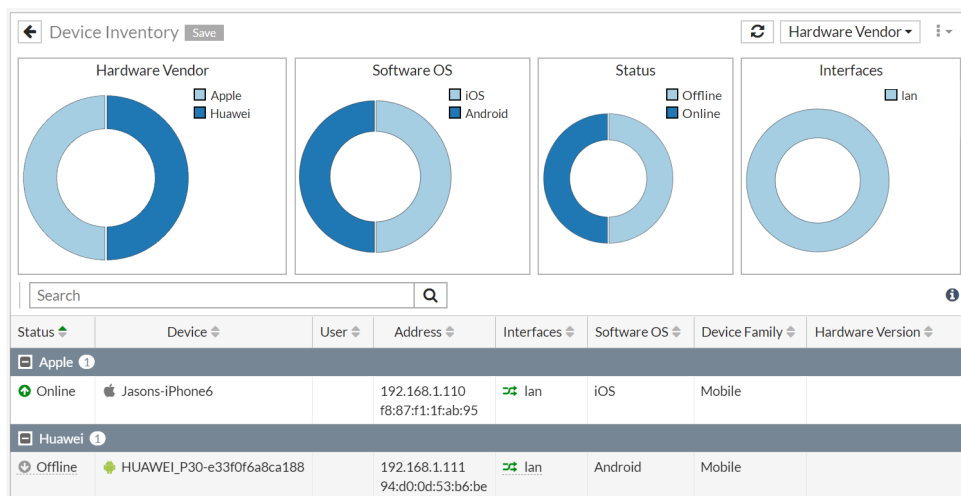 Device Inventory Save
Hardware Vendor
Hardware Vendor
Apple
Huawei
Software OS
iOS
Android
Status
Offline
Online
Interfaces
lan
Search
Status Device User Address Interfaces Software OS Device Family Hardware Version
Apple 1
Online Jasons-iPhone6 192.168.1.110 lan iOS Mobile
f8:87:f1:1f:ab:95
Huawei 1
Offline HUAWEI_P30-e33f0f6a8ca188 192.168.1.111 lan Android Mobile
94:d0:0d:53:b6:be